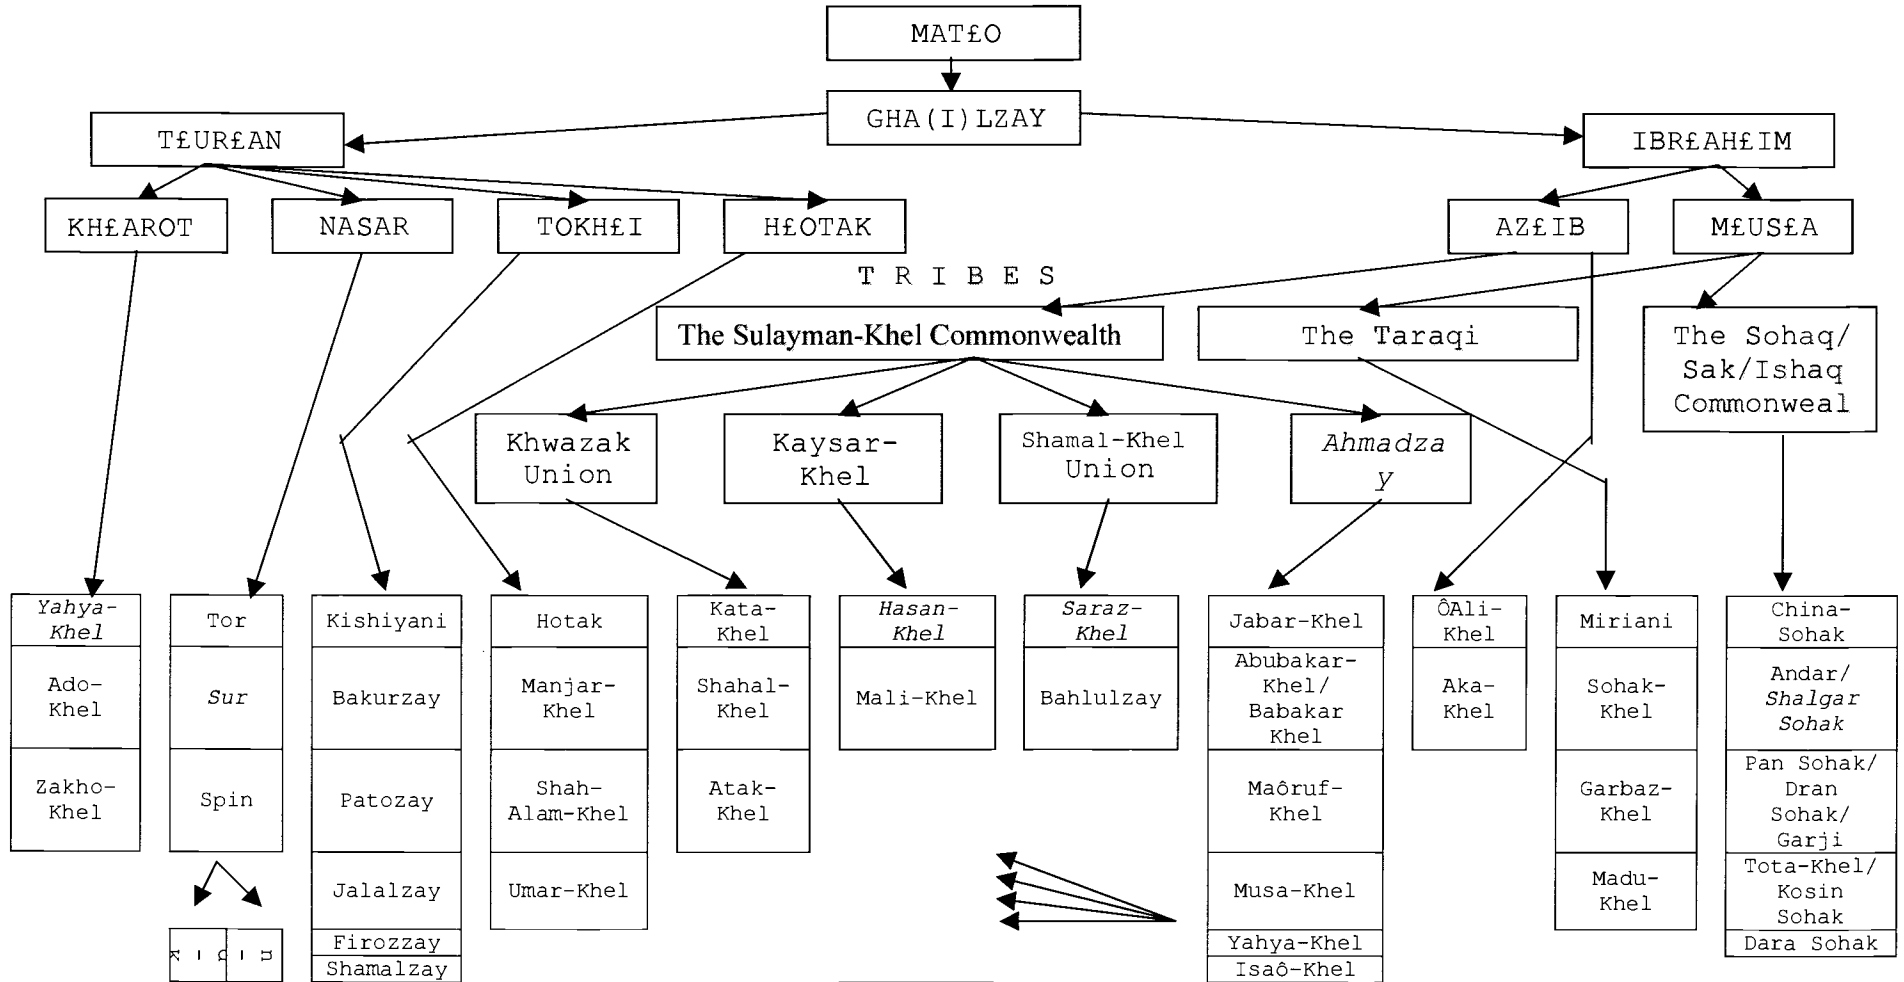 MAT£O
GHA(I)LZAY
T£UR£AN
IBR£AH£IM
KH£AROT
NASAR
TOKH£I
H£OTAK
AZ£IB
M£US£A
T R I B E S
The Sulayman-Khel Commonwealth
The Taraqi
The Sohaq/
Sak/Ishaq
Commonweal
Khwazak
Union
Kaysar-
Khel
Shamal-Khel
Union
Ahmadza
y
Yahya-
Khel
Ado-
Khel
Zakho-
Khel
Tor
Sur
Spin
Kishiyani
Bakurzay
Patozay
Jalalzay
Firozzay
Shamalzay
Hotak
Manjar-
Khel
Shah-
Alam-Khel
Umar-Khel
Kata-
Khel
Shahal-
Khel
Atak-
Khel
Hasan-
Khel
Mali-Khel
Saraz-
Khel
Bahlulzay
Jabar-Khel
Abubakar-
Khel/
Babakar
Khel
Maôruf-
Khel
Musa-Khel
Yahya-Khel
Isaô-Khel
ÔAli-
Khel
Aka-
Khel
Miriani
Sohak-
Khel
Garbaz-
Khel
Madu-
Khel
China-
Sohak
Andar/
Shalgar
Sohak
Pan Sohak/
Dran
Sohak/
Garji
Tota-Khel/
Kosin
Sohak
Dara Sohak